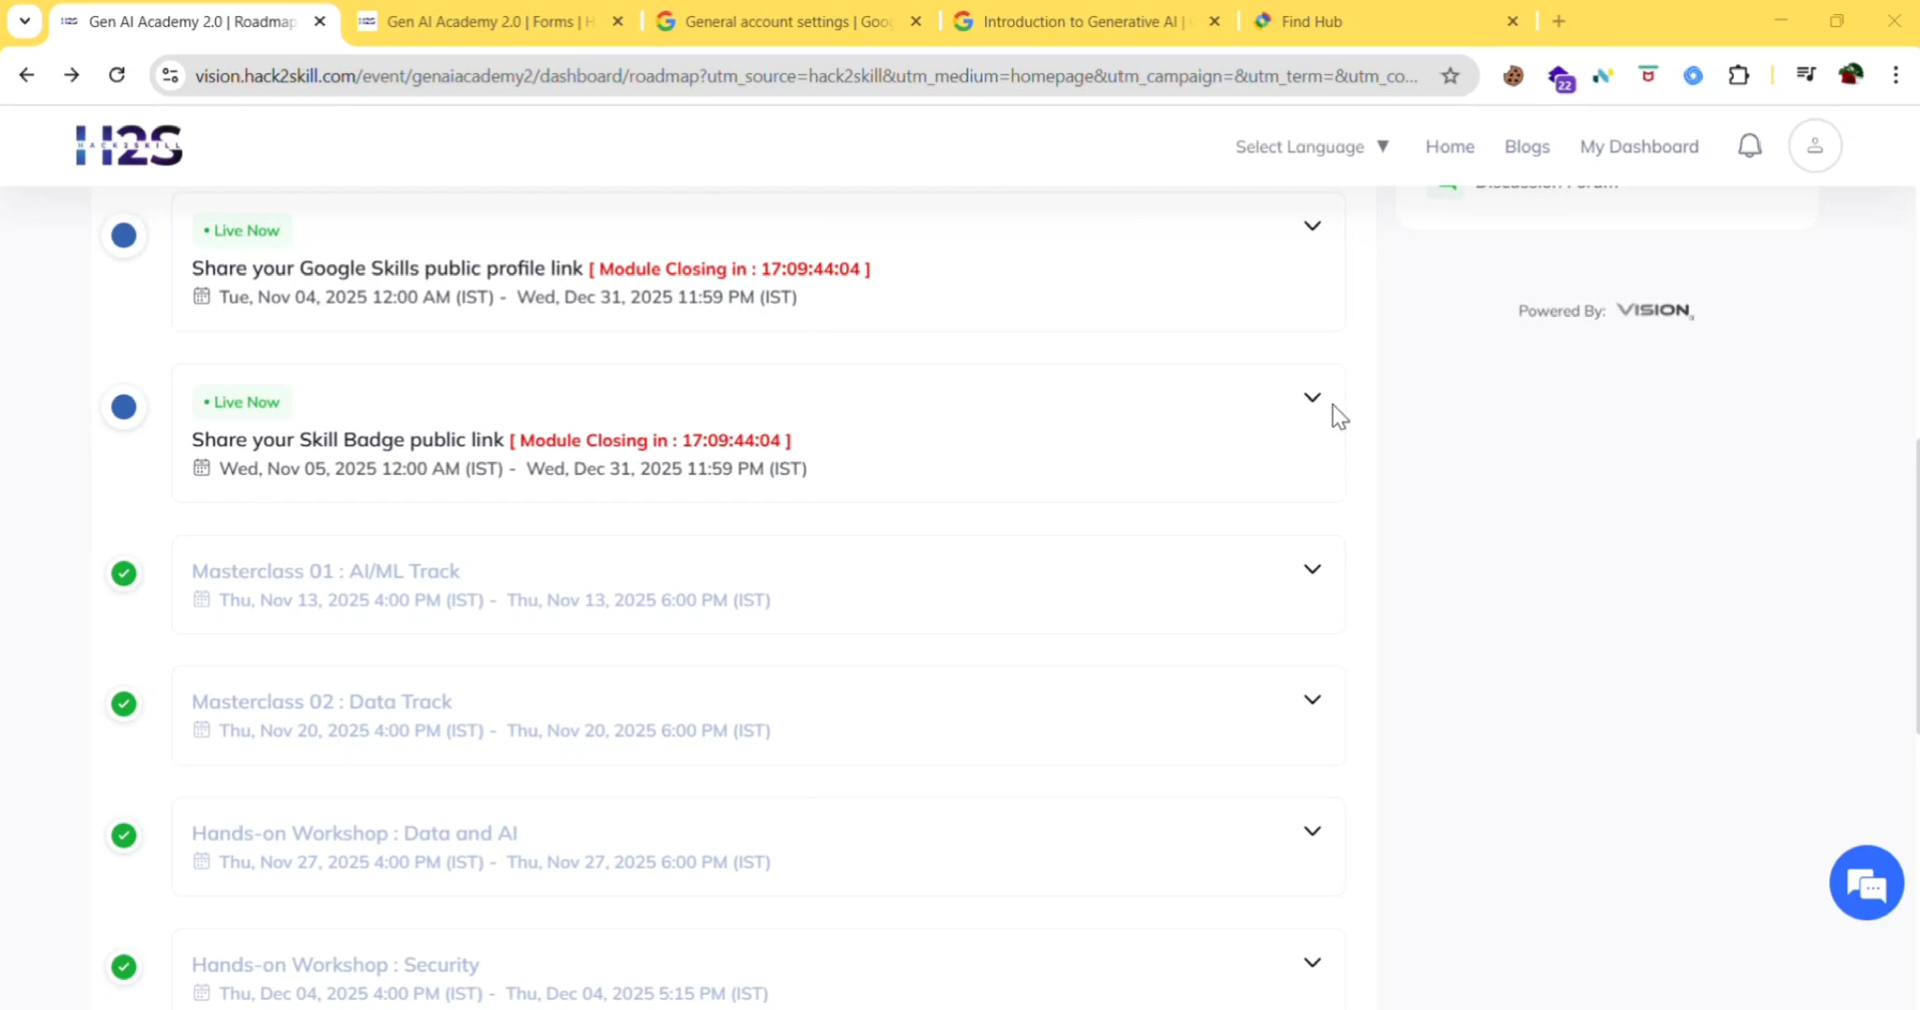 Gen AI Academy 2.0 | Roadmap
Gen AI Academy 2.0 | Forms | H
General account settings | Goo
Introduction to Generative AI |
Find Hub
vision.hack2skill.com/event/genaiacademy2/dashboard/roadmap?utm_source=hack2skill&utm_medium=homepage&utm_campaign=&utm_term=&utm_co...
22
H2S
HACK2SKILL
Select Language ▼
Home
Blogs
My Dashboard
Discussion Forum
• Live Now
Share your Google Skills public profile link [ Module Closing in : 17:09:44:04 ]
Tue, Nov 04, 2025 12:00 AM (IST) - Wed, Dec 31, 2025 11:59 PM (IST)
Powered By: VISION
• Live Now
Share your Skill Badge public link [ Module Closing in : 17:09:44:04 ]
Wed, Nov 05, 2025 12:00 AM (IST) - Wed, Dec 31, 2025 11:59 PM (IST)
Masterclass 01 : AI/ML Track
Thu, Nov 13, 2025 4:00 PM (IST) - Thu, Nov 13, 2025 6:00 PM (IST)
Masterclass 02 : Data Track
Thu, Nov 20, 2025 4:00 PM (IST) - Thu, Nov 20, 2025 6:00 PM (IST)
Hands-on Workshop : Data and AI
Thu, Nov 27, 2025 4:00 PM (IST) - Thu, Nov 27, 2025 6:00 PM (IST)
Hands-on Workshop : Security
Thu, Dec 04, 2025 4:00 PM (IST) - Thu, Dec 04, 2025 5:15 PM (IST)